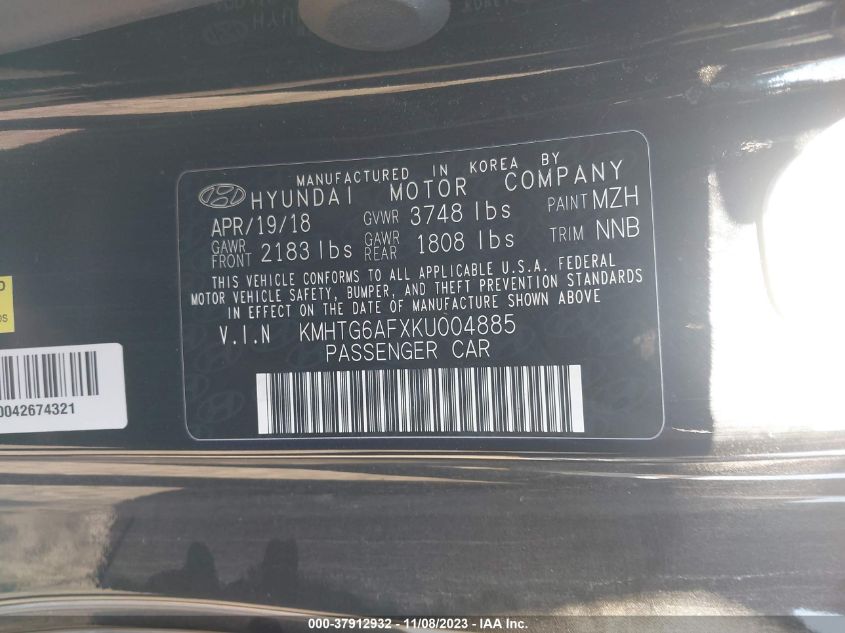 MANUFACTURED IN KOREA BY
HYUNDAI MOTOR COMPANY
APR/19/18 GVWR 3748 lbs PAINT MZH
GAWR FRONT 2183 lbs GAWR REAR 1808 lbs TRIM NNB
THIS VEHICLE CONFORMS TO ALL APPLICABLE U.S.A. FEDERAL
MOTOR VEHICLE SAFETY, BUMPER, AND THEFT PREVENTION STANDARDS
IN EFFECT ON THE DATE OF MANUFACTURE SHOWN ABOVE
V.I.N KMHTG6AFXKU004885
PASSENGER CAR
0042674321
000-37912932 - 11/08/2023 - IAA Inc.